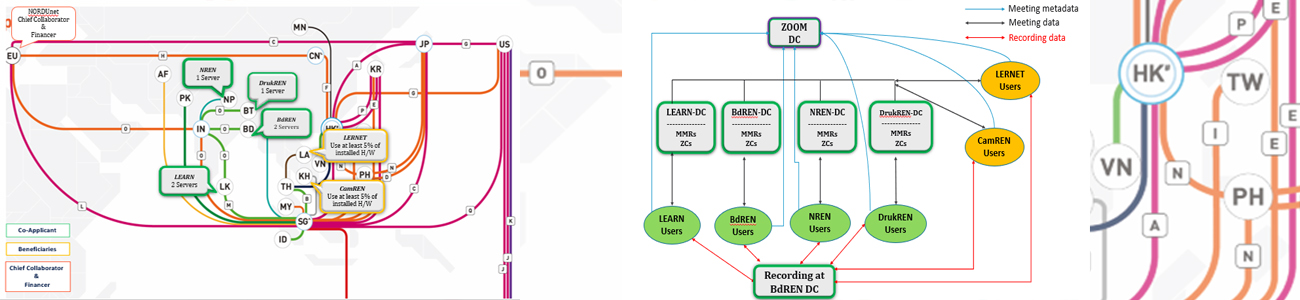 NORDUnet
Chief Collaborator
&
Financer
EU
MN
C
JP
G
US
H
CN
AF
NREN
1 Server
DrukREN
1 Server
KR
A
F
P
E
G
PK
NP
O
BT
BdREN
2 Servers
O
IN
O
BD
HK
LERNET
Use at least 5% of
installed H/W
O
O
LA
VN
N
PH
N
LEARN
2 Servers
LK
KH
TH
CamREN
Use at least 5% of
installed H/W
C
L
M
MY
B
SG
G
K
ID
J
J
Co-Applicant
Beneficiaries
Chief Collaborator
&
Financer
O
Meeting metadata
Meeting data
Recording data
ZOOM
DC
LERNET
Users
LEARN-DC
------------
MMRs
ZCs
BdREN-DC
------------
MMRs
ZCs
NREN-DC
------------
MMRs
ZCs
DrukREN-DC
------------
MMRs
ZCs
CamREN
Users
LEARN
Users
BdREN
Users
NREN
Users
DrukREN
Users
Recording at
BdREN DC
E
P
HK#
TW
E
I
E
VN
N
PH
A
N